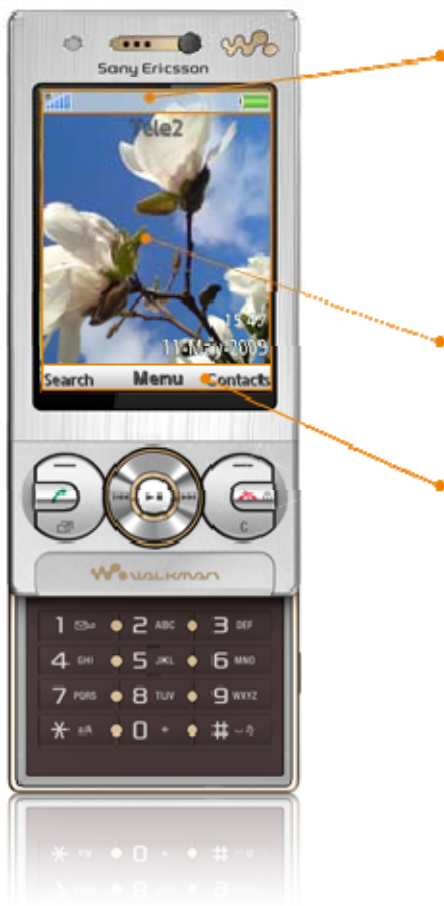 Sony Ericsson
Tele2
15:47
11-May-2009
Search Menu Contacts
C
WALKMAN
1 2 ABC 3 DEF
4 GHI 5 JKL 6 MNO
7 PQRS 8 TUV 9 WXYZ
* a/A 0 + #